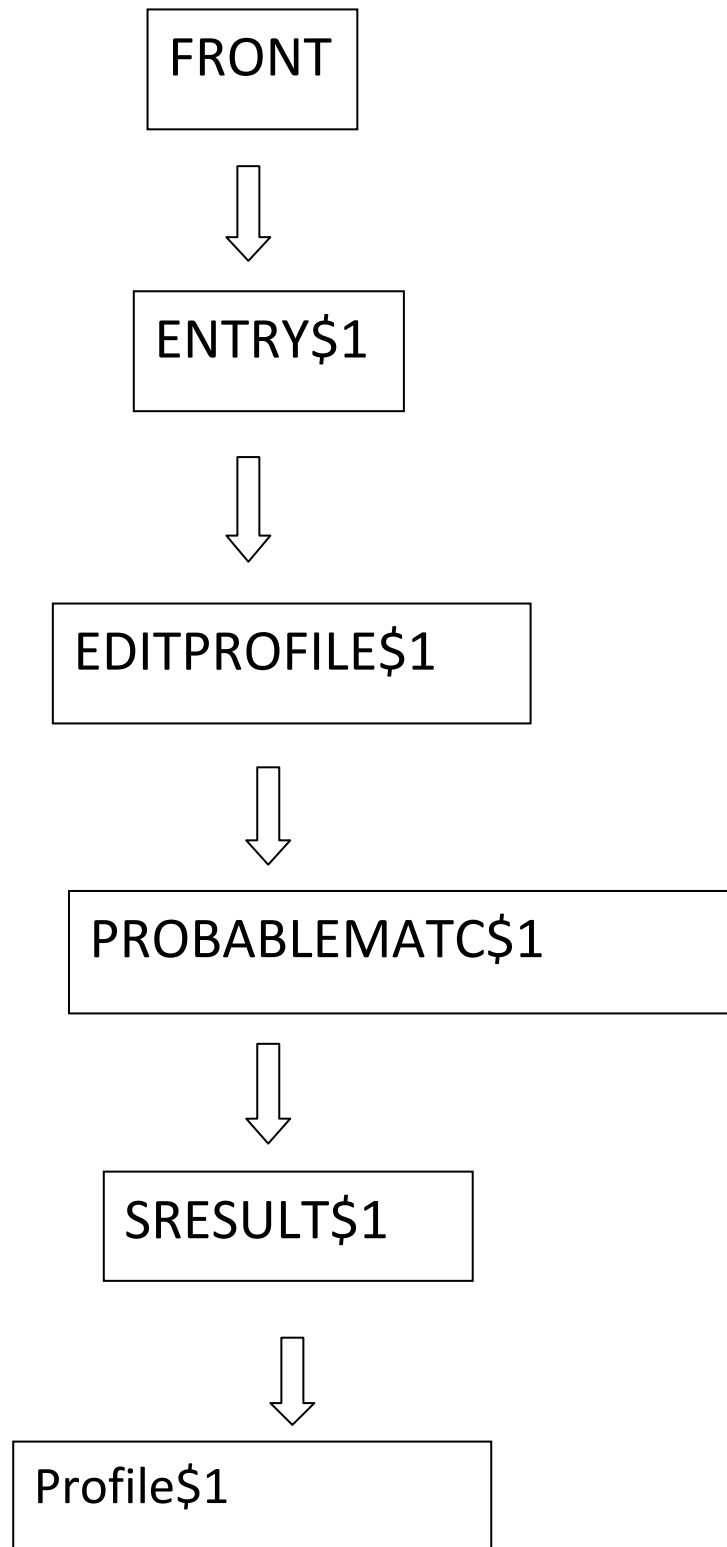 FRONT
ENTRY$1
EDITPROFILE$1
PROBABLEMATC$1
SRESULT$1
Profile$1